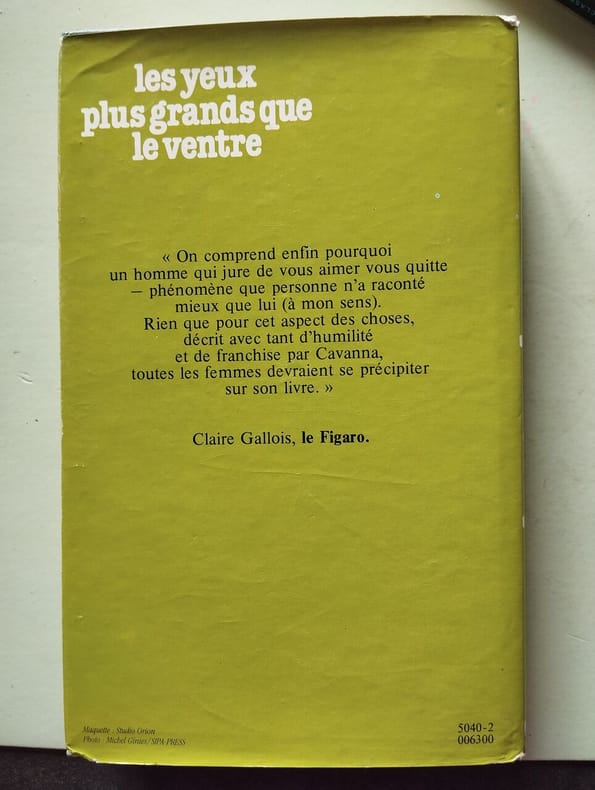 les yeux
plus grands que
le ventre
« On comprend enfin pourquoi
un homme qui jure de vous aimer vous quitte
— phénomène que personne n'a raconté
mieux que lui (à mon sens).
Rien que pour cet aspect des choses,
décrit avec tant d'humilité
et de franchise par Cavanna,
toutes les femmes devraient se précipiter
sur son livre. »
Claire Gallois, le Figaro.
Maquette : Studio Orion
Photo : Michel Ginies/SIPA-PRESS
5040-2
006300